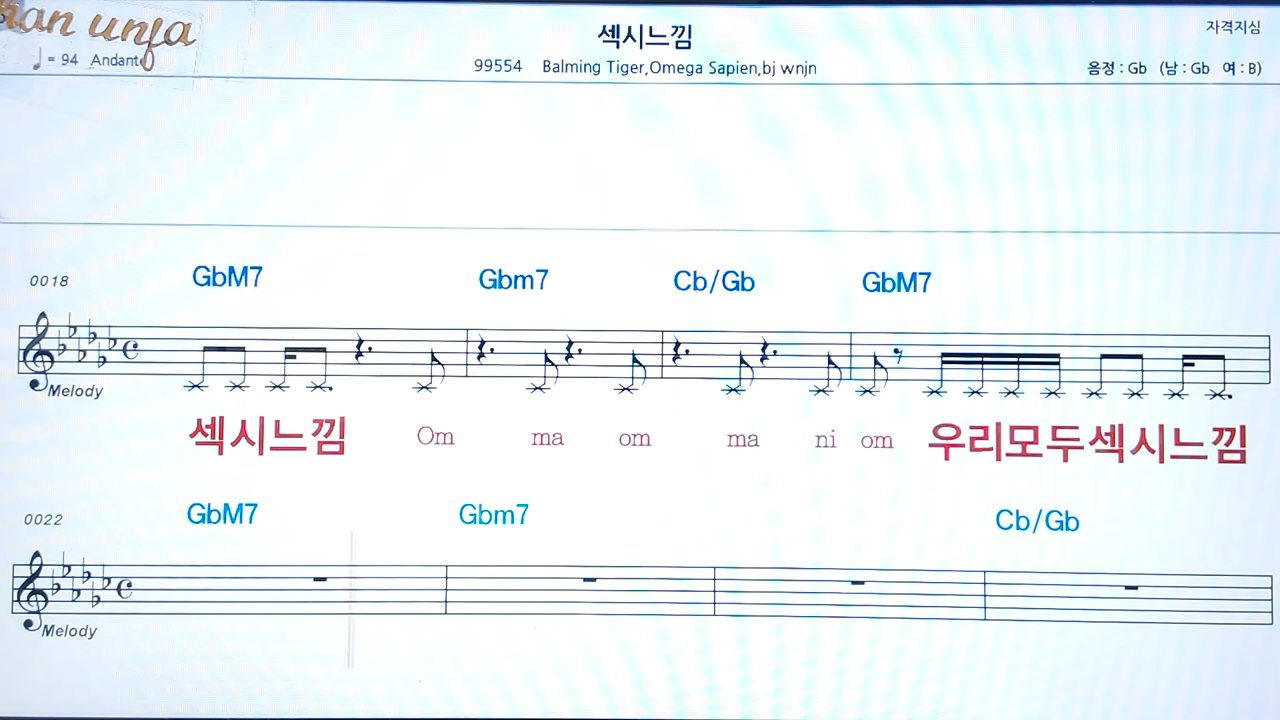 an unja
♩ = 94 Andante
섹시느낌
99554 Balming Tiger,Omega Sapien,bj wnjn
자격지심
음정 : Gb (남 : Gb 여 : B)
0018 GbM7 Gbm7 Cb/Gb GbM7
Melody
섹시느낌 Om ma om ma ni om 우리모두섹시느낌
0022 GbM7 Gbm7 Cb/Gb
Melody